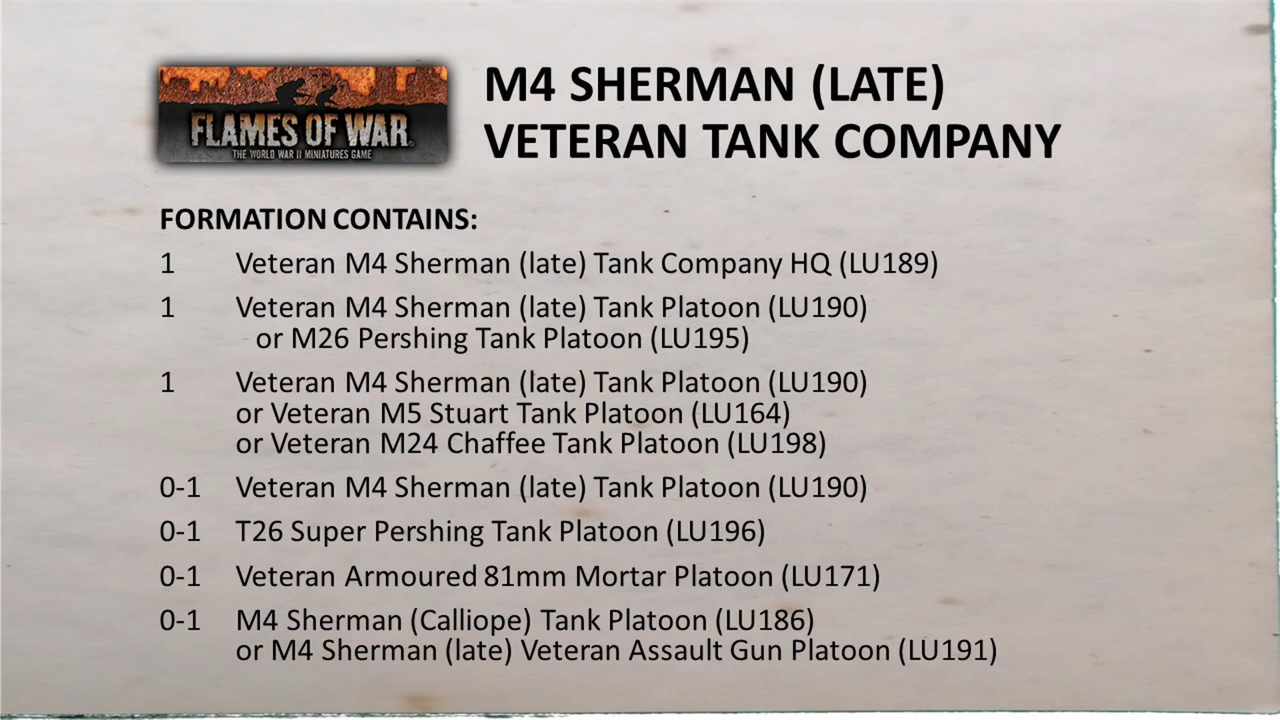 FLAMES OF WAR
THE WORLD WAR II MINIATURES GAME
M4 SHERMAN (LATE)
VETERAN TANK COMPANY
FORMATION CONTAINS:
1 Veteran M4 Sherman (late) Tank Company HQ (LU189)
1 Veteran M4 Sherman (late) Tank Platoon (LU190)
or M26 Pershing Tank Platoon (LU195)
1 Veteran M4 Sherman (late) Tank Platoon (LU190)
or Veteran M5 Stuart Tank Platoon (LU164)
or Veteran M24 Chaffee Tank Platoon (LU198)
0-1 Veteran M4 Sherman (late) Tank Platoon (LU190)
0-1 T26 Super Pershing Tank Platoon (LU196)
0-1 Veteran Armoured 81mm Mortar Platoon (LU171)
0-1 M4 Sherman (Calliope) Tank Platoon (LU186)
or M4 Sherman (late) Veteran Assault Gun Platoon (LU191)